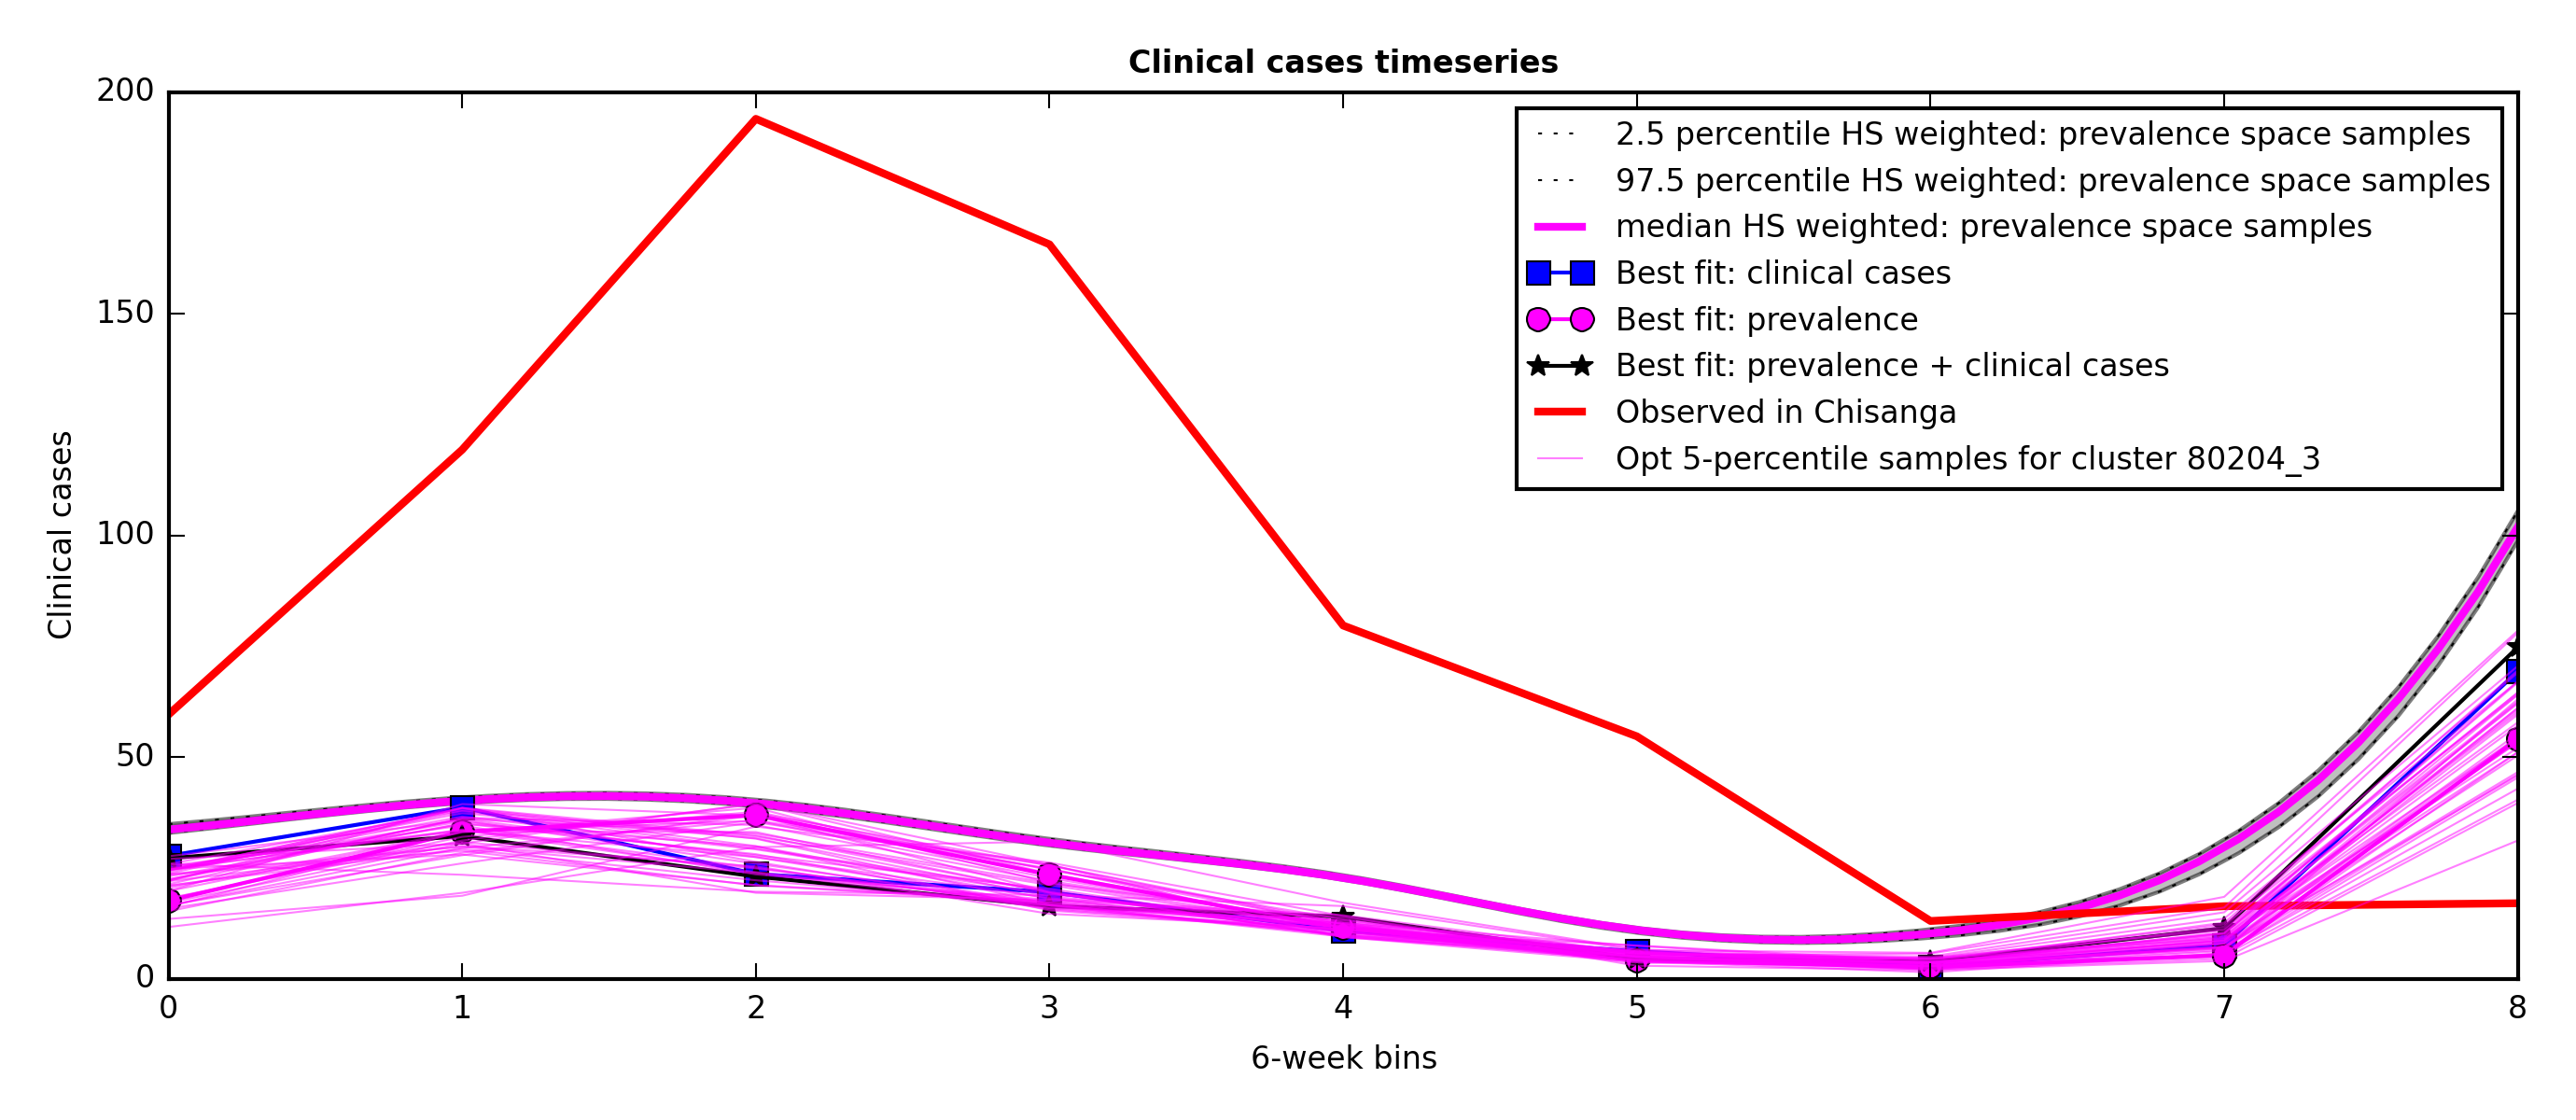 Clinical cases timeseries
200
150
100
50
0
Clinical cases
2.5 percentile HS weighted: prevalence space samples
97.5 percentile HS weighted: prevalence space samples
median HS weighted: prevalence space samples
Best fit: clinical cases
Best fit: prevalence
Best fit: prevalence + clinical cases
Observed in Chisanga
Opt 5-percentile samples for cluster 80204_3
0 1 2 3 4 5 6 7 8
6-week bins